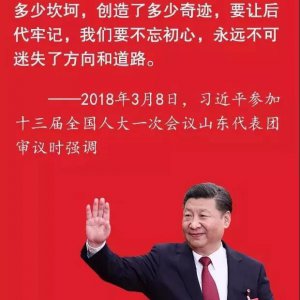 多少坎坷，创造了多少奇迹，要让后
代牢记，我们要不忘初心，永远不可
迷失了方向和道路。
——2018年3月8日，习近平参加
十三届全国人大一次会议山东代表团
审议时强调